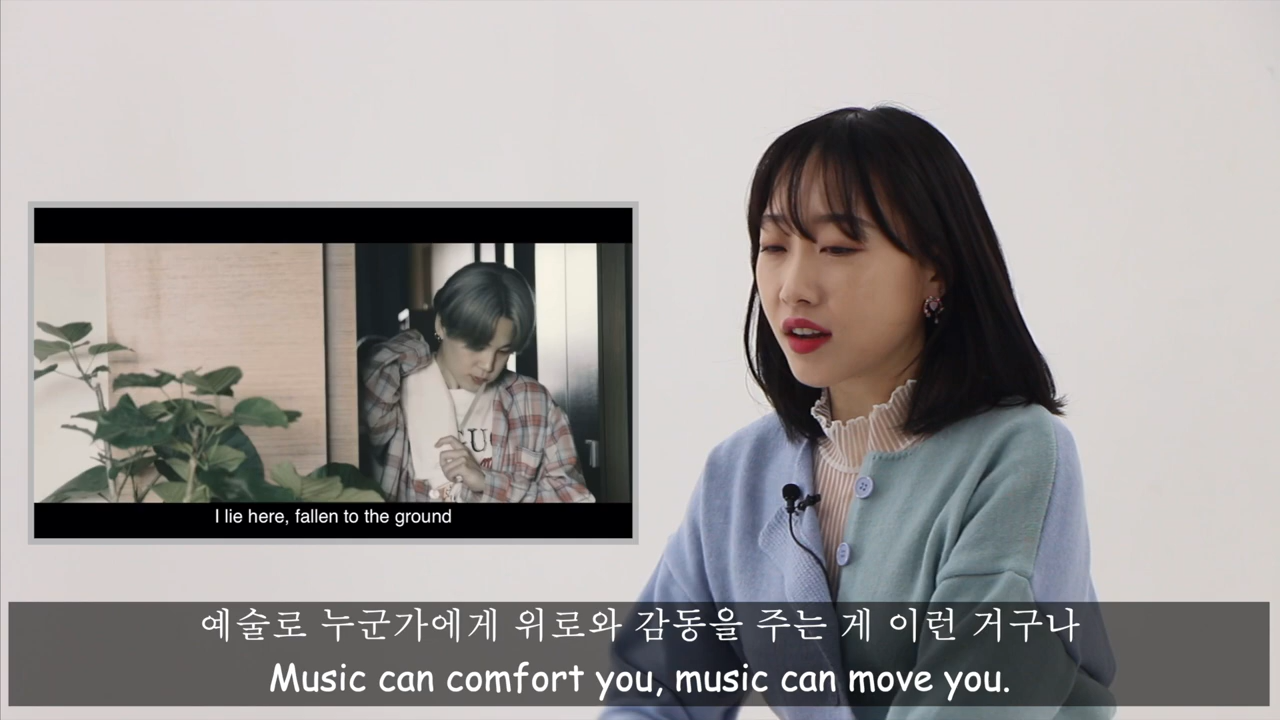 GUC
I lie here, fallen to the ground
예술로 누군가에게 위로와 감동을 주는 게 이런 거구나
Music can comfort you, music can move you.